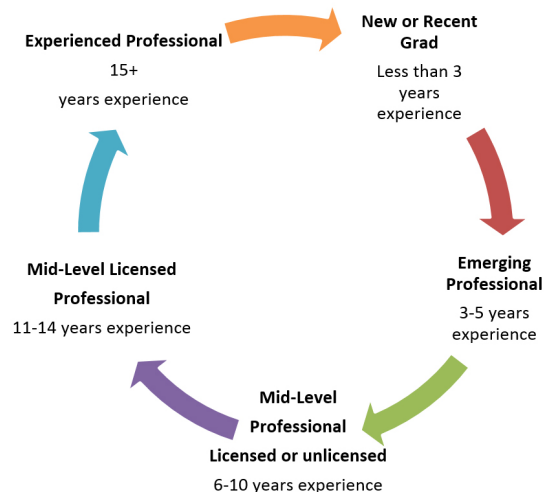 New or Recent
Grad
Less than 3
years
experience
Emerging
Professional
3-5 years
experience
Mid-Level
Professional
Licensed or unlicensed
6-10 years experience
Mid-Level Licensed
Professional
11-14 years experience
Experienced Professional
15+
years experience